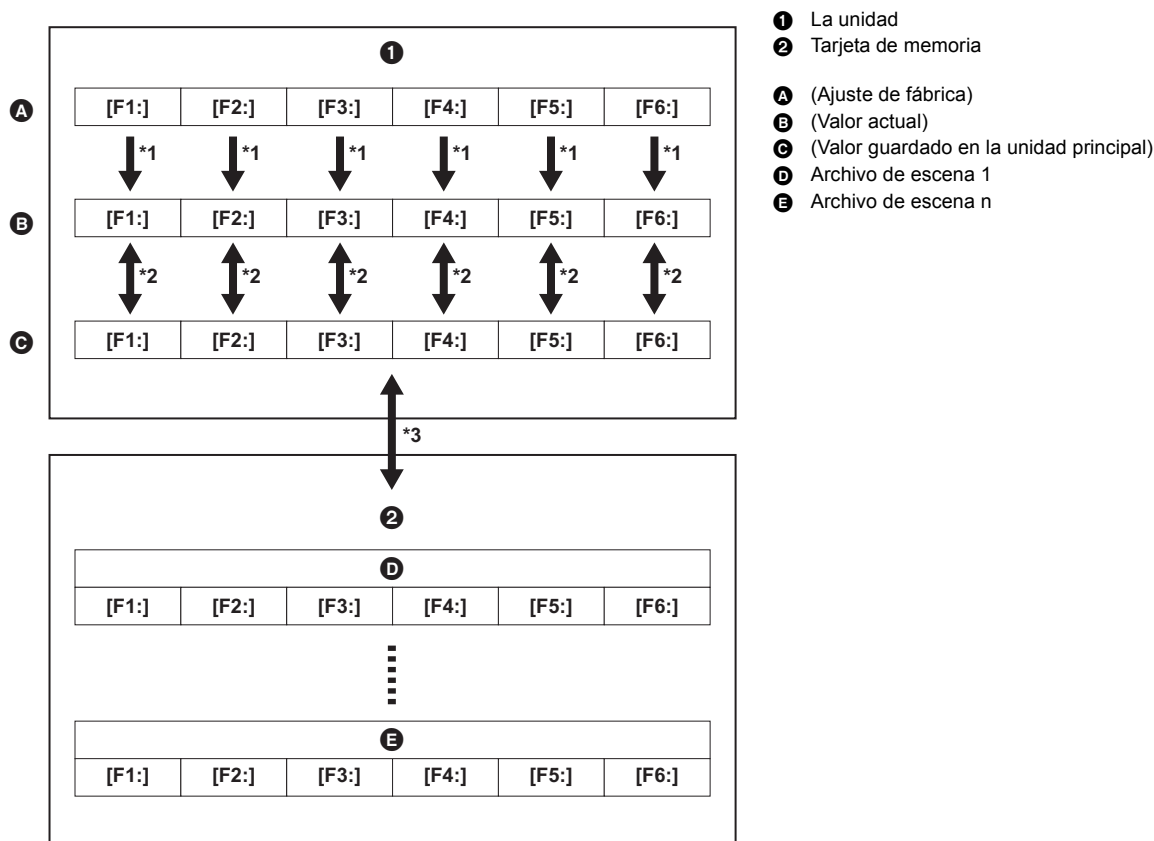 ❶ La unidad
❷ Tarjeta de memoria
Ⓐ (Ajuste de fábrica)
Ⓑ (Valor actual)
Ⓒ (Valor guardado en la unidad principal)
Ⓓ Archivo de escena 1
Ⓔ Archivo de escena n
❶
Ⓐ [F1:] [F2:] [F3:] [F4:] [F5:] [F6:]
*1 *1 *1 *1 *1 *1
Ⓑ [F1:] [F2:] [F3:] [F4:] [F5:] [F6:]
*2 *2 *2 *2 *2 *2
Ⓒ [F1:] [F2:] [F3:] [F4:] [F5:] [F6:]
*3
❷
Ⓓ
[F1:] [F2:] [F3:] [F4:] [F5:] [F6:]
Ⓔ
[F1:] [F2:] [F3:] [F4:] [F5:] [F6:]